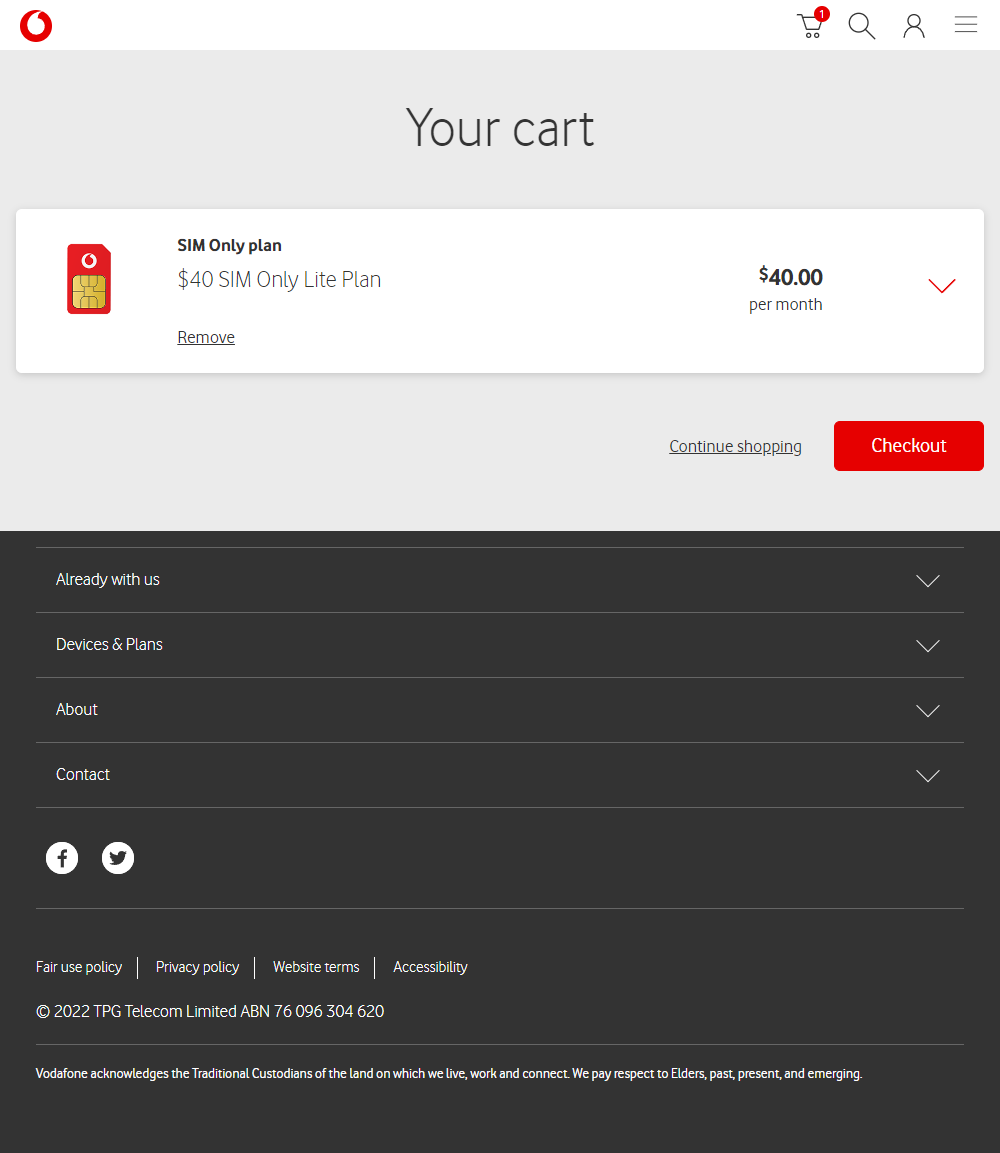 1
Your cart
SIM Only plan
$40 SIM Only Lite Plan
$40.00
per month
Remove
Continue shopping
Checkout
Already with us
Devices & Plans
About
Contact
Fair use policy
Privacy policy
Website terms
Accessibility
© 2022 TPG Telecom Limited ABN 76 096 304 620
Vodafone acknowledges the Traditional Custodians of the land on which we live, work and connect. We pay respect to Elders, past, present, and emerging.